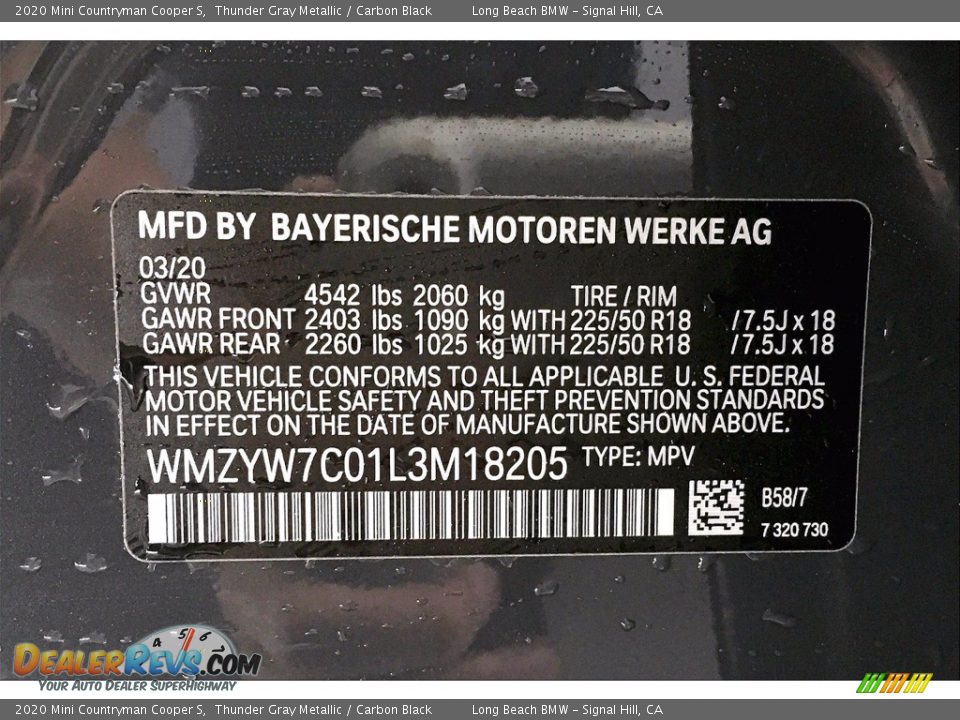 2020 Mini Countryman Cooper S, Thunder Gray Metallic / Carbon Black Long Beach BMW - Signal Hill, CA
MFD BY BAYERISCHE MOTOREN WERKE AG
03/20
GVWR 4542 lbs 2060 kg TIRE / RIM
GAWR FRONT 2403 lbs 1090 kg WITH 225/50 R18 /7.5J x 18
GAWR REAR 2260 lbs 1025 kg WITH 225/50 R18 /7.5J x 18
THIS VEHICLE CONFORMS TO ALL APPLICABLE U. S. FEDERAL
MOTOR VEHICLE SAFETY AND THEFT PREVENTION STANDARDS
IN EFFECT ON THE DATE OF MANUFACTURE SHOWN ABOVE.
WMZYW7C01L3M18205 TYPE: MPV
B58/7
7 320 730
4 5 6
DEALERREVS.COM
YOUR AUTO DEALER SUPERHIGHWAY
2020 Mini Countryman Cooper S, Thunder Gray Metallic / Carbon Black Long Beach BMW - Signal Hill, CA